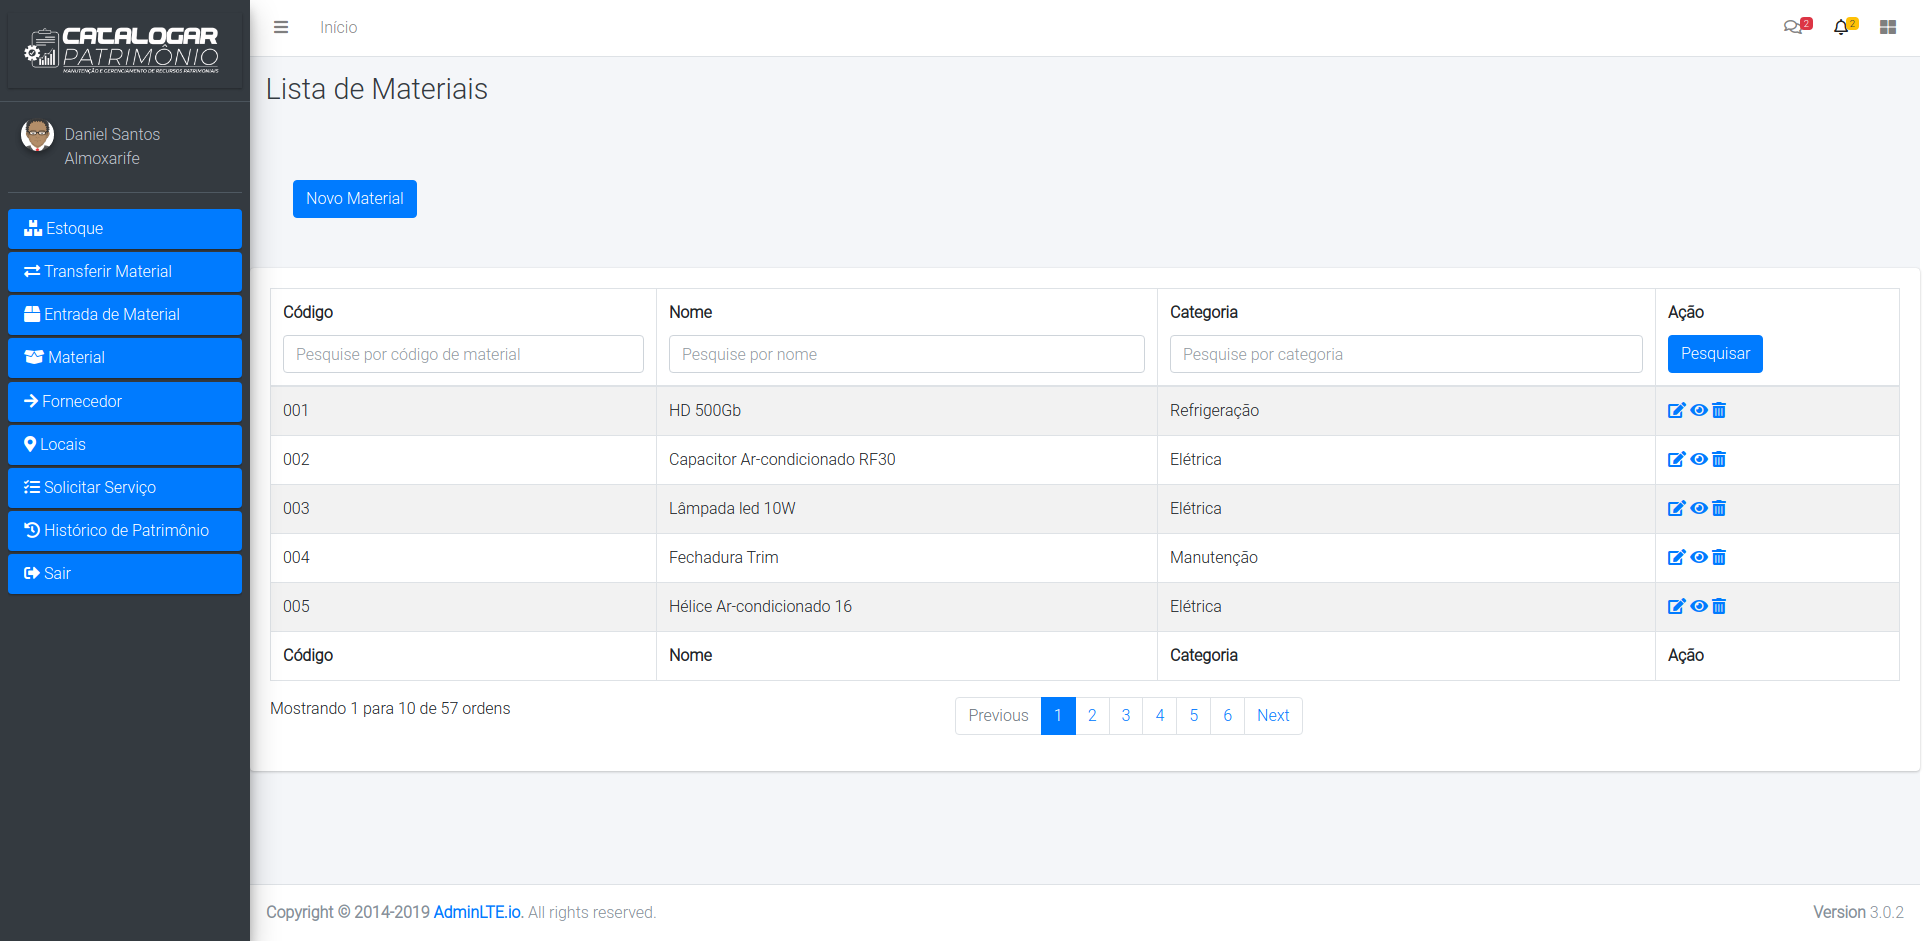 CATALOGAR
PATRIMÔNIO
MANUTENÇÃO E GERENCIAMENTO DE RECURSOS PATRIMONIAIS
Início
2
2
Daniel Santos
Almoxarife
Estoque
Transferir Material
Entrada de Material
Material
Fornecedor
Locais
Solicitar Serviço
Histórico de Patrimônio
Sair
Lista de Materiais
Novo Material
Código Nome Categoria Ação
Pesquise por código de material Pesquise por nome Pesquise por categoria Pesquisar
001 HD 500Gb Refrigeração
002 Capacitor Ar-condicionado RF30 Elétrica
003 Lâmpada led 10W Elétrica
004 Fechadura Trim Manutenção
005 Hélice Ar-condicionado 16 Elétrica
Código Nome Categoria Ação
Mostrando 1 para 10 de 57 ordens
Previous 1 2 3 4 5 6 Next
Copyright © 2014-2019 AdminLTE.io. All rights reserved.
Version 3.0.2